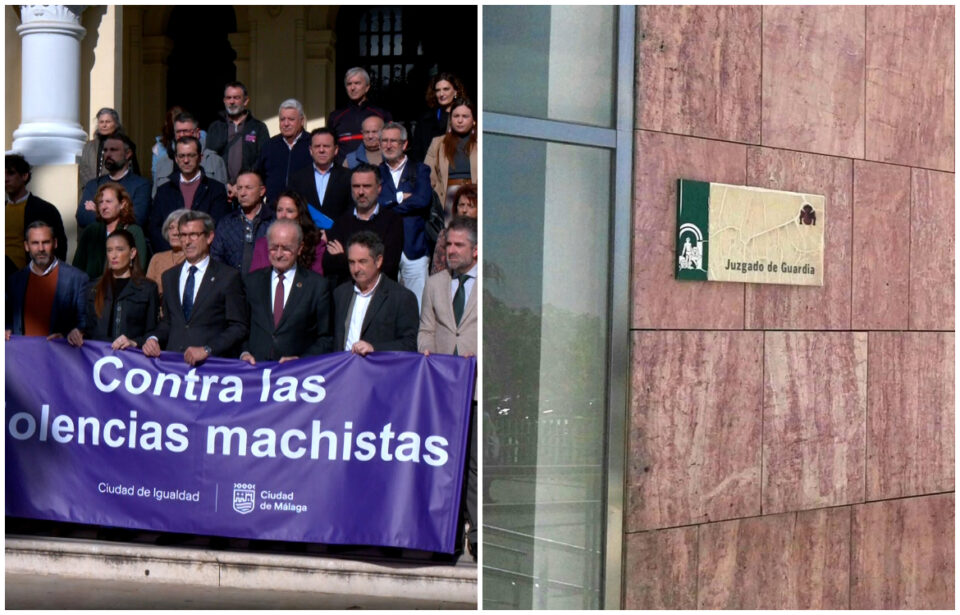 Contra las
olencias machistas
Ciudad de Igualdad
Ciudad
de Málaga
Juzgado de Guardia